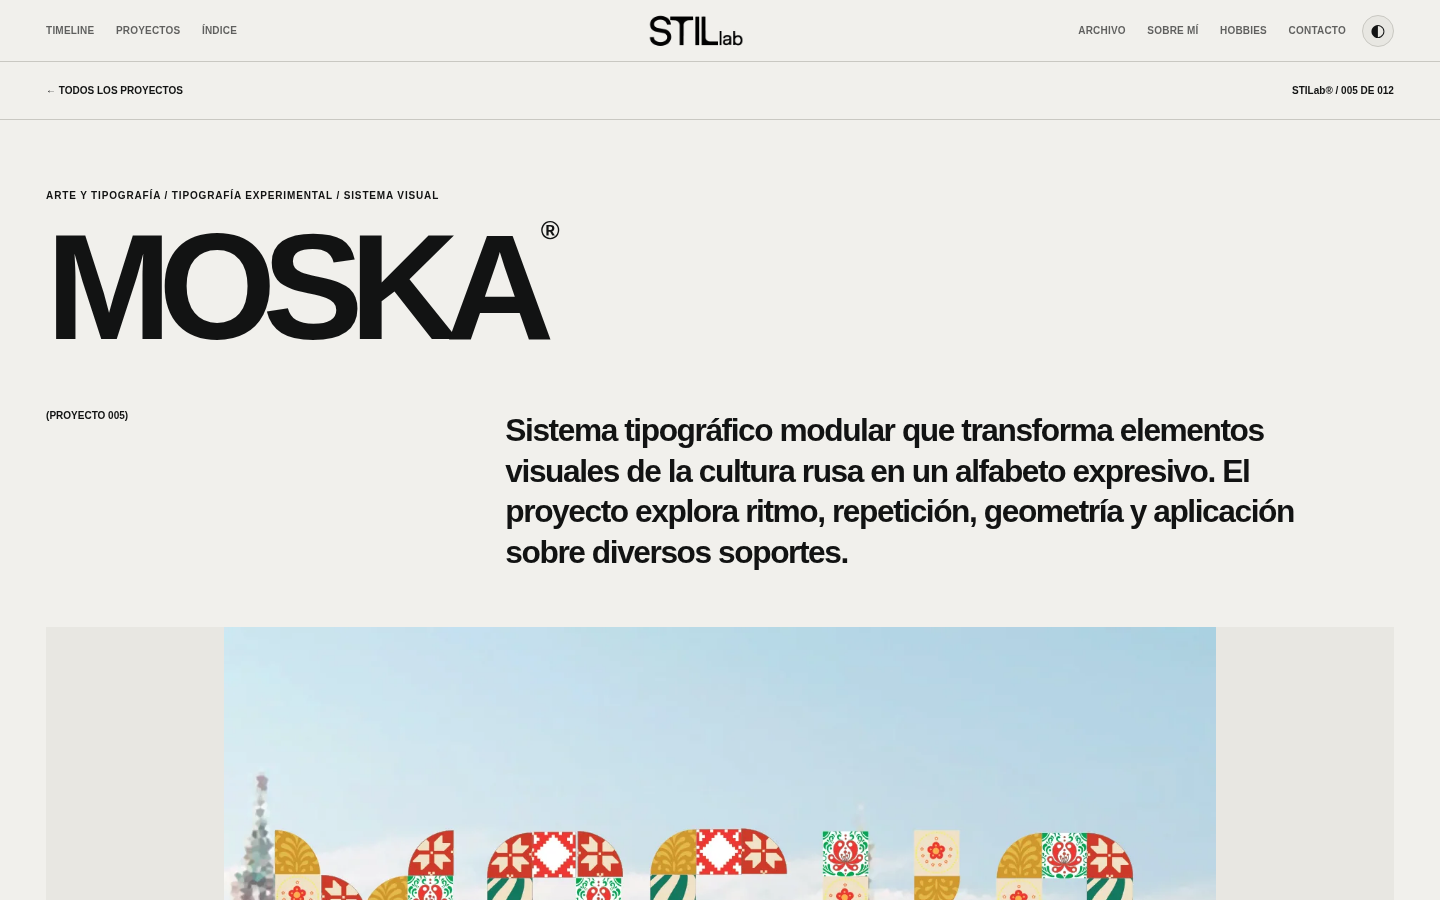 TIMELINE PROYECTOS ÍNDICE STILlab ARCHIVO SOBRE MÍ HOBBIES CONTACTO
← TODOS LOS PROYECTOS STILab® / 005 DE 012
ARTE Y TIPOGRAFÍA / TIPOGRAFÍA EXPERIMENTAL / SISTEMA VISUAL
MOSKA®
(PROYECTO 005)
Sistema tipográfico modular que transforma elementos
visuales de la cultura rusa en un alfabeto expresivo. El
proyecto explora ritmo, repetición, geometría y aplicación
sobre diversos soportes.